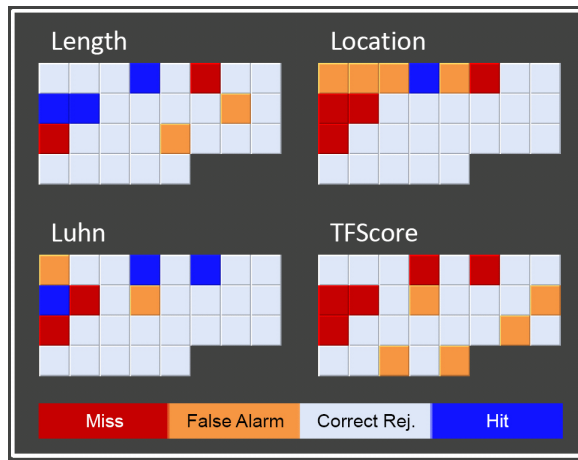 Length
Location
Luhn
TFScore
Miss
False Alarm
Correct Rej.
Hit